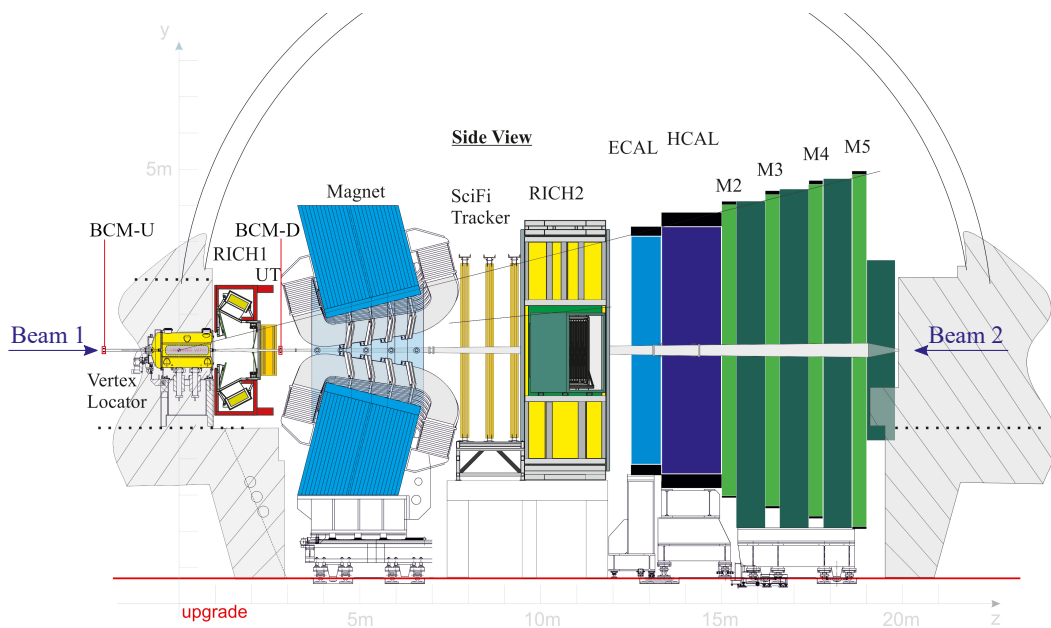 y
Side View
ECAL
HCAL
M5
M4
M3
M2
5m
Magnet
SciFi
Tracker
RICH2
BCM-U
BCM-D
RICH1
UT
Beam 1
Beam 2
Vertex
Locator
upgrade
5m
10m
15m
20m
z